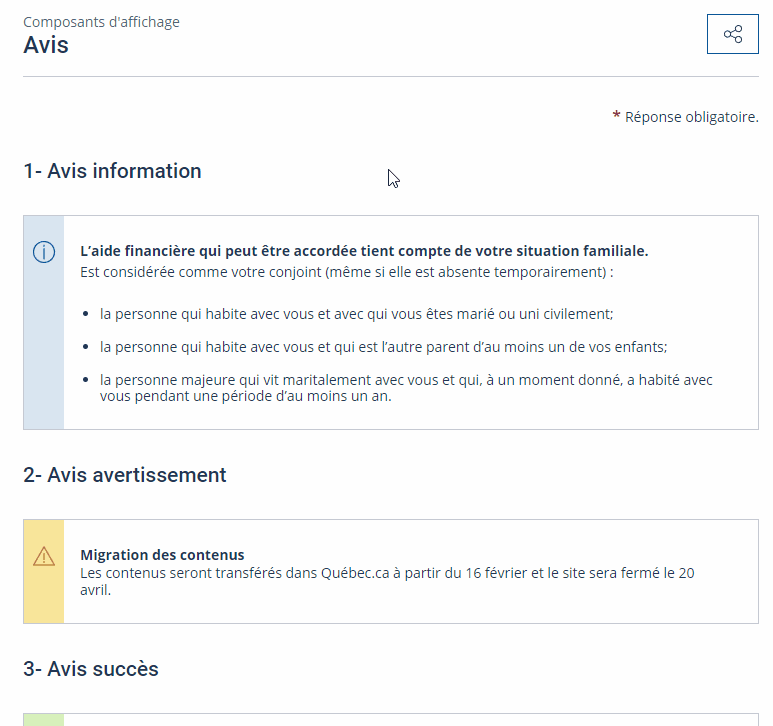 Composants d'affichage
Avis
* Réponse obligatoire.
1- Avis information
L’aide financière qui peut être accordée tient compte de votre situation familiale.
Est considérée comme votre conjoint (même si elle est absente temporairement) :
• la personne qui habite avec vous et avec qui vous êtes marié ou uni civilement;
• la personne qui habite avec vous et qui est l’autre parent d’au moins un de vos enfants;
• la personne majeure qui vit maritalement avec vous et qui, à un moment donné, a habité avec
vous pendant une période d’au moins un an.
2- Avis avertissement
Migration des contenus
Les contenus seront transférés dans Québec.ca à partir du 16 février et le site sera fermé le 20
avril.
3- Avis succès